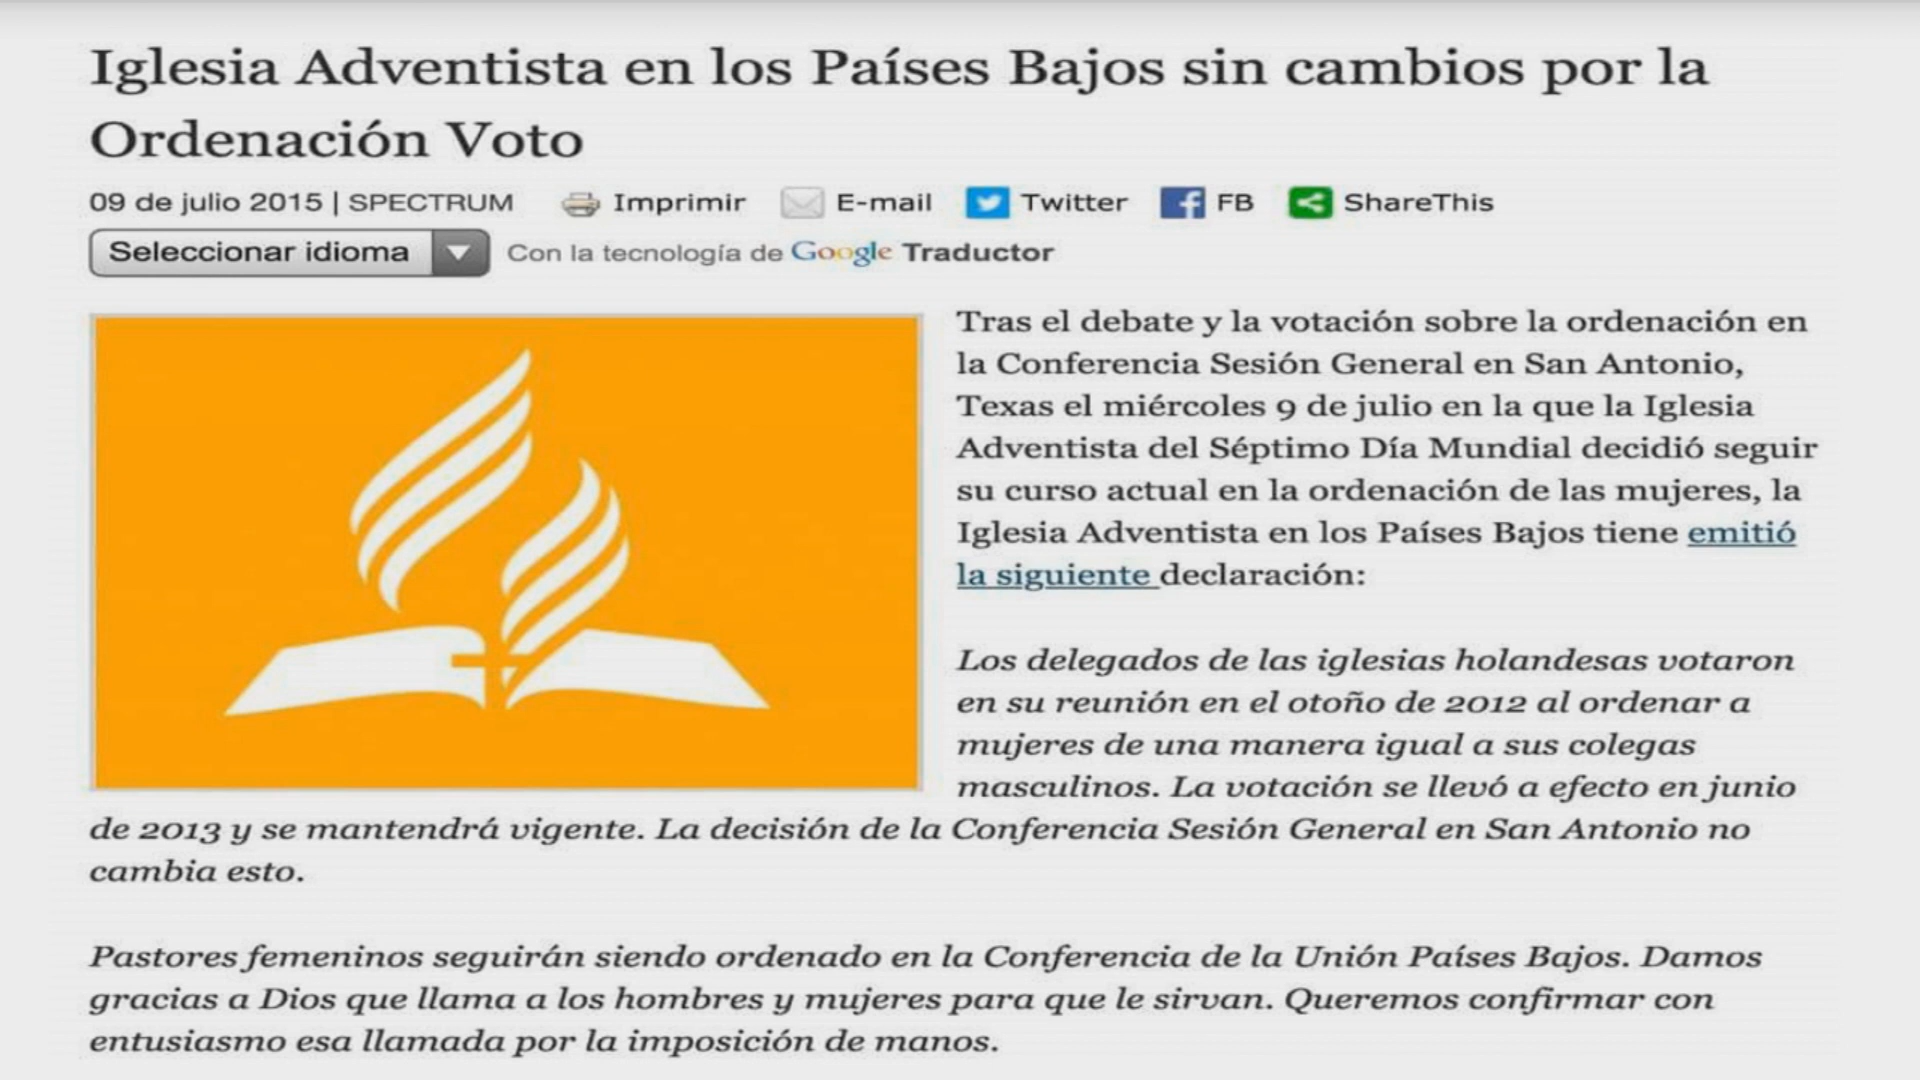 Iglesia Adventista en los Países Bajos sin cambios por la
Ordenación Voto
09 de julio 2015 | SPECTRUM Imprimir E-mail Twitter FB ShareThis
Seleccionar idioma Con la tecnología de Google Traductor
Tras el debate y la votación sobre la ordenación en
la Conferencia Sesión General en San Antonio,
Texas el miércoles 9 de julio en la que la Iglesia
Adventista del Séptimo Día Mundial decidió seguir
su curso actual en la ordenación de las mujeres, la
Iglesia Adventista en los Países Bajos tiene emitió
la siguiente declaración:
Los delegados de las iglesias holandesas votaron
en su reunión en el otoño de 2012 al ordenar a
mujeres de una manera igual a sus colegas
masculinos. La votación se llevó a efecto en junio
de 2013 y se mantendrá vigente. La decisión de la Conferencia Sesión General en San Antonio no
cambia esto.
Pastores femeninos seguirán siendo ordenado en la Conferencia de la Unión Países Bajos. Damos
gracias a Dios que llama a los hombres y mujeres para que le sirvan. Queremos confirmar con
entusiasmo esa llamada por la imposición de manos.